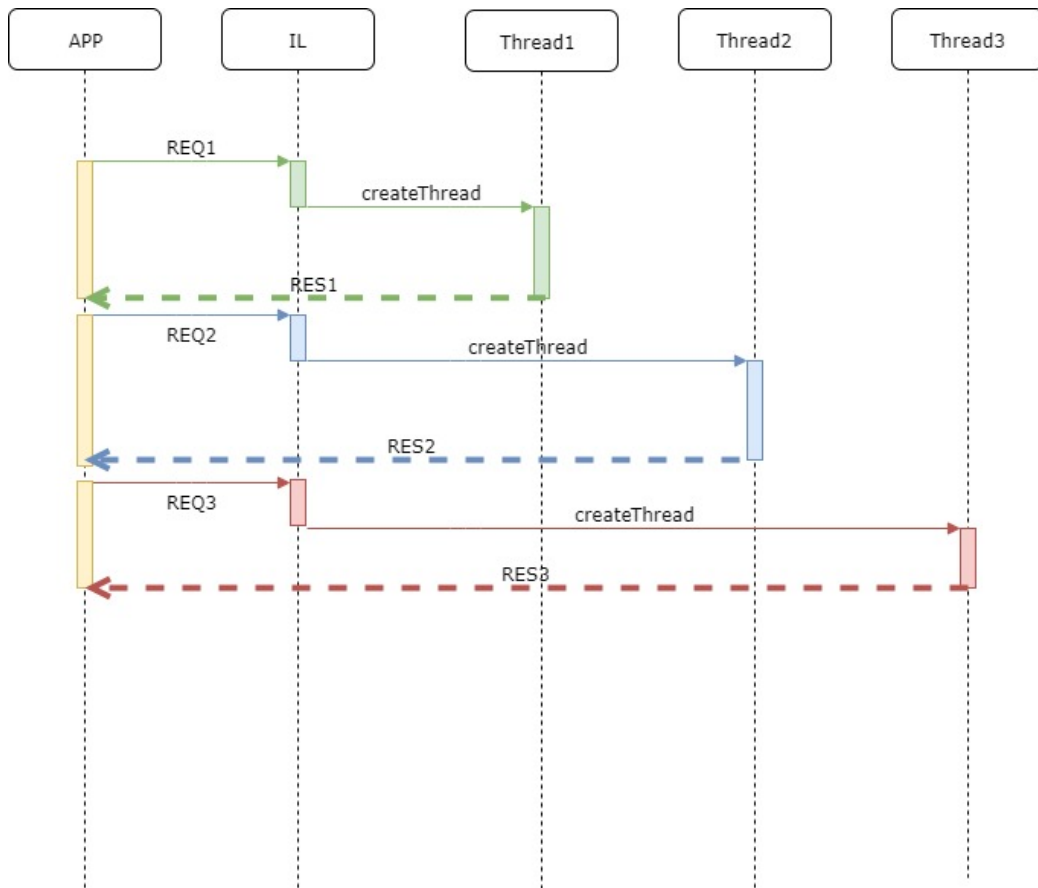 APP
IL
Thread1
Thread2
Thread3
REQ1
createThread
RES1
REQ2
createThread
RES2
REQ3
createThread
RES3